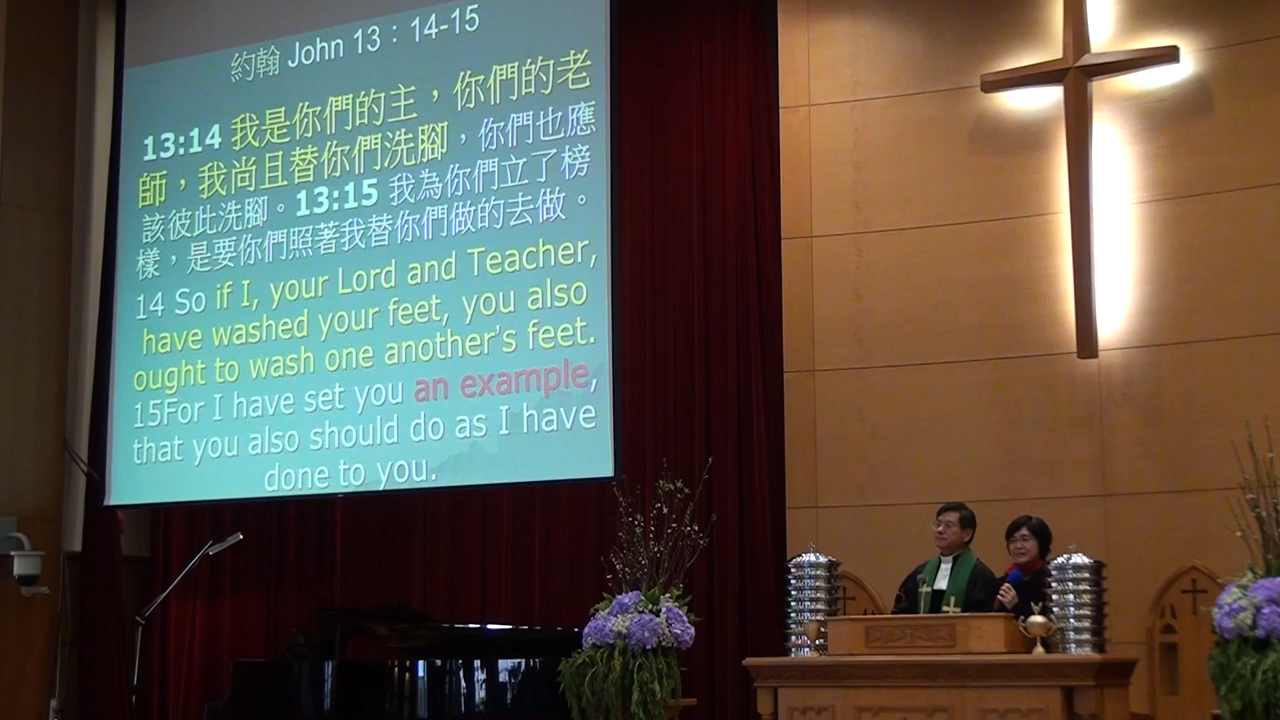 約翰 John 13：14-15
13:14 我是你們的主，你們的老
師，我尚且替你們洗腳，你們也應
該彼此洗腳。13:15 我為你們立了榜
樣，是要你們照著我替你們做的去做。
14 So if I, your Lord and Teacher,
have washed your feet, you also
ought to wash one another’s feet.
15For I have set you an example,
that you also should do as I have
done to you.